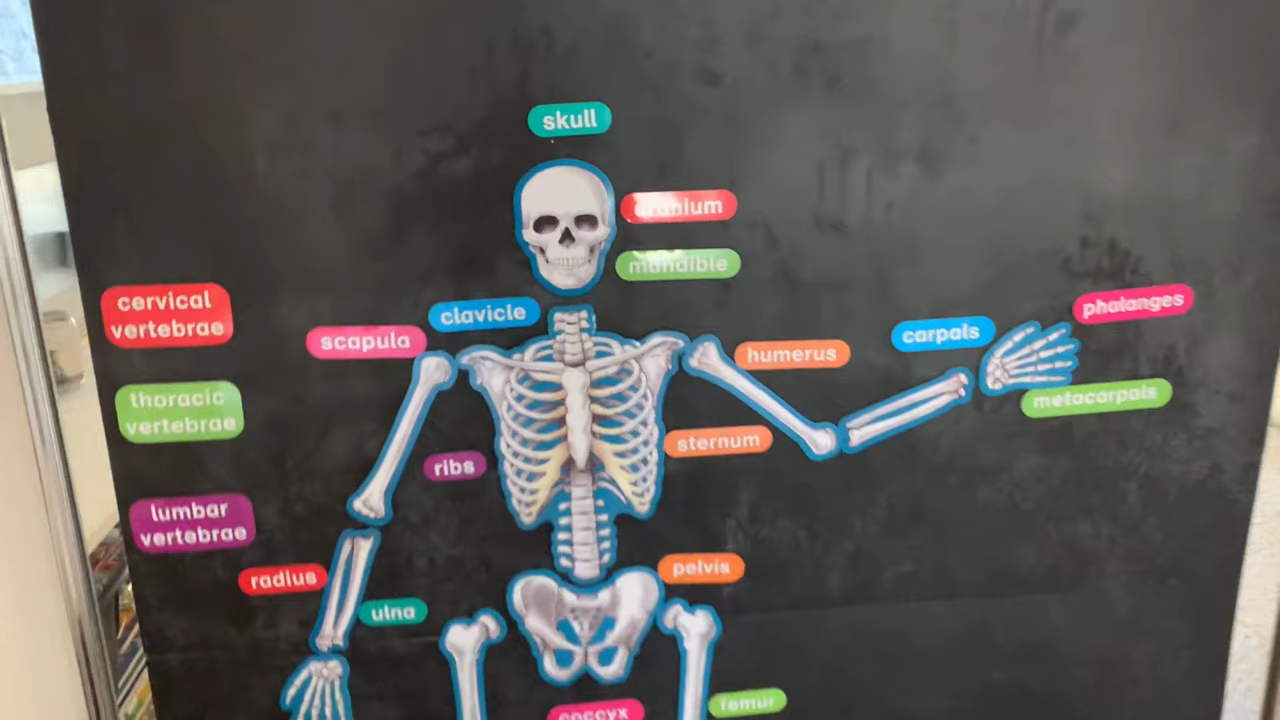 skull
cranium
mandible
cervical
vertebrae
clavicle
scapula
humerus
carpals
phalanges
metacarpals
thoracic
vertebrae
ribs
sternum
lumbar
vertebrae
radius
ulna
pelvis
coccyx
femur